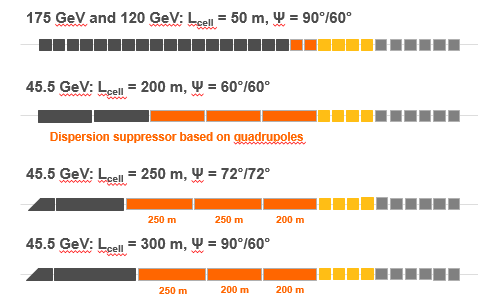 175 GeV and 120 GeV: Lcell = 50 m, Ψ = 90°/60°
45.5 GeV: Lcell = 200 m, Ψ = 60°/60°
Dispersion suppressor based on quadrupoles
45.5 GeV: Lcell = 250 m, Ψ = 72°/72°
250 m 250 m 200 m
45.5 GeV: Lcell = 300 m, Ψ = 90°/60°
250 m 200 m 200 m